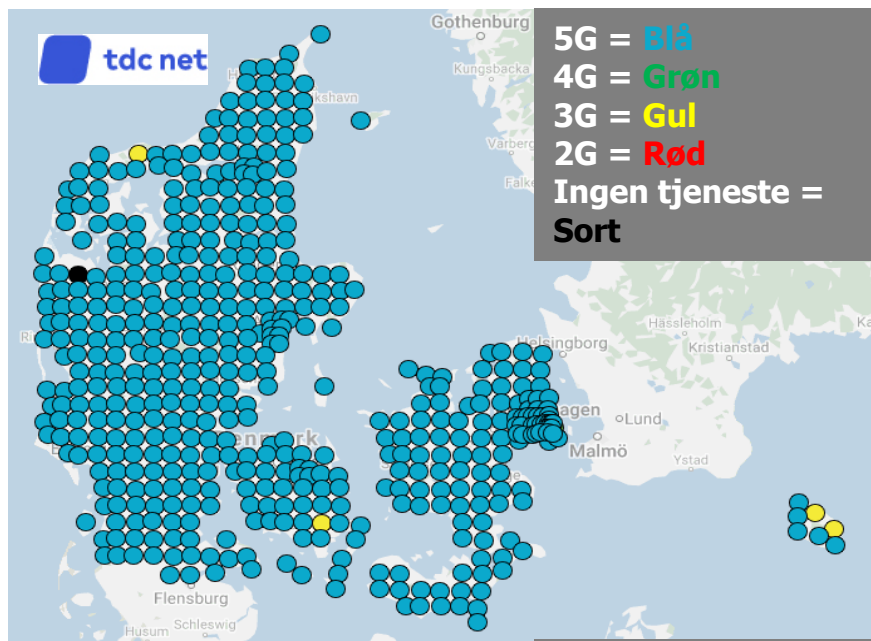 Gothenburg
5G = Blå
tdc net
4G = Grøn
Kungsbacka
3G = Gul
2G = Rød
Ingen tjeneste =
Sort
Hässleholm
Helsingborg
Kristianstad
Lund
Malmö
Ystad
Flensburg
Husum
Schleswig